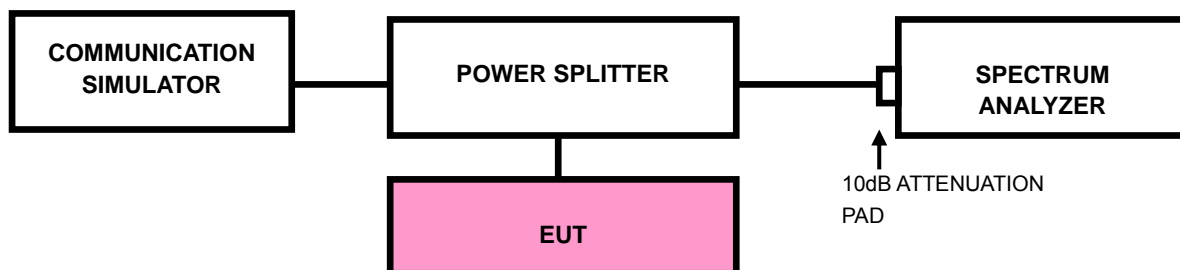 COMMUNICATION
SIMULATOR
POWER SPLITTER
SPECTRUM
ANALYZER
10dB ATTENUATION
PAD
EUT